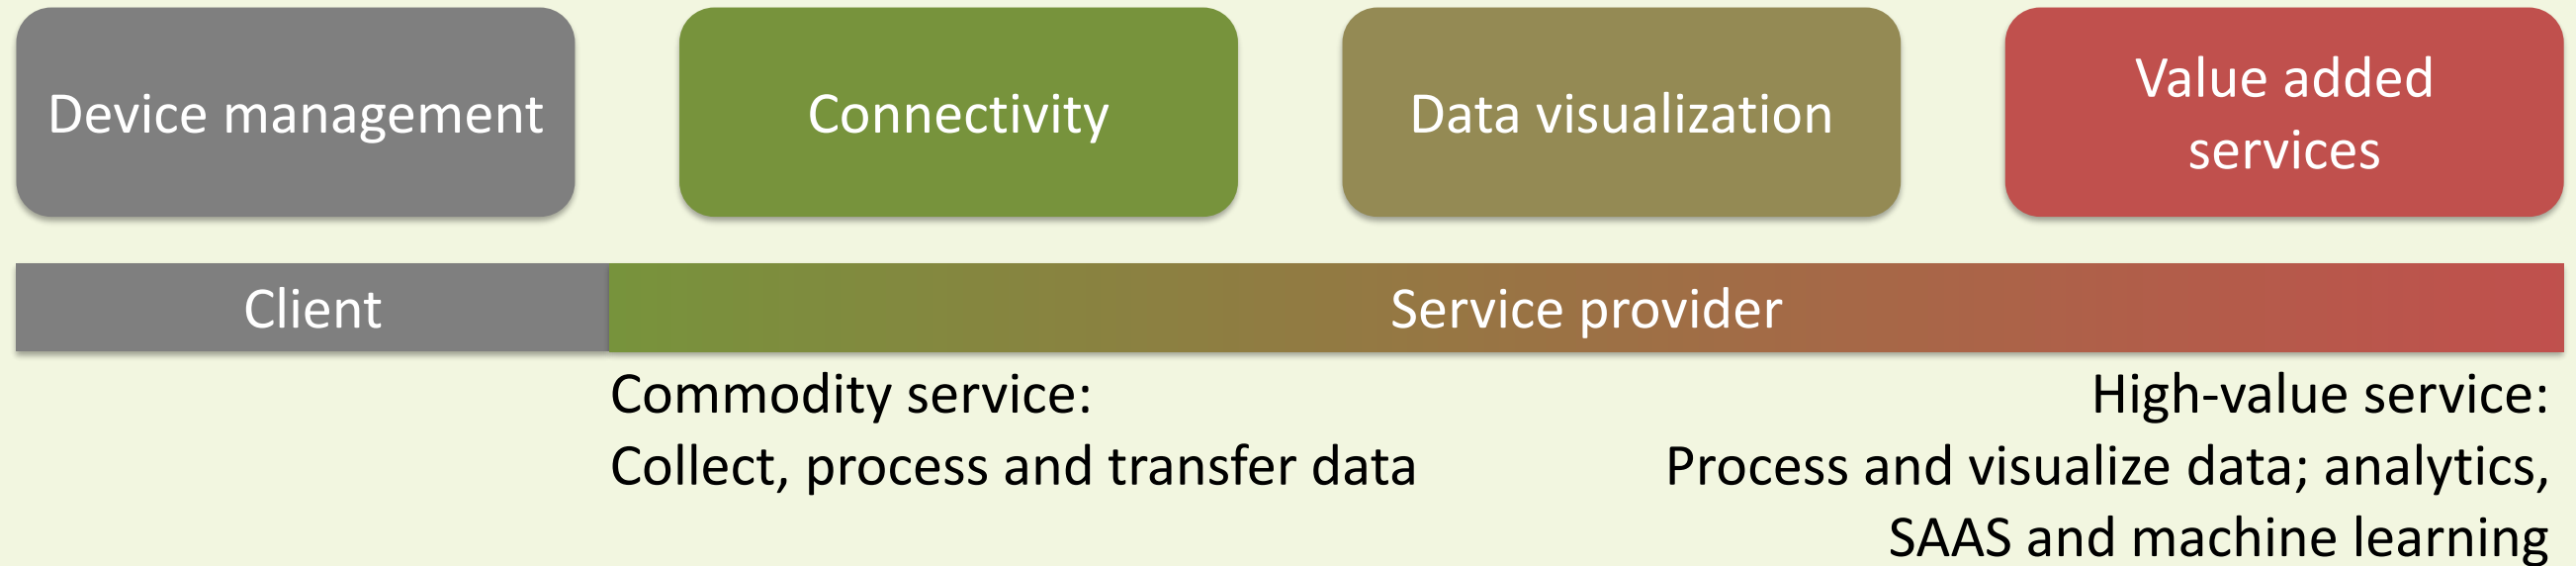 Device management
Connectivity
Data visualization
Value added
services
Client
Service provider
Commodity service:
Collect, process and transfer data
High-value service:
Process and visualize data; analytics,
SAAS and machine learning